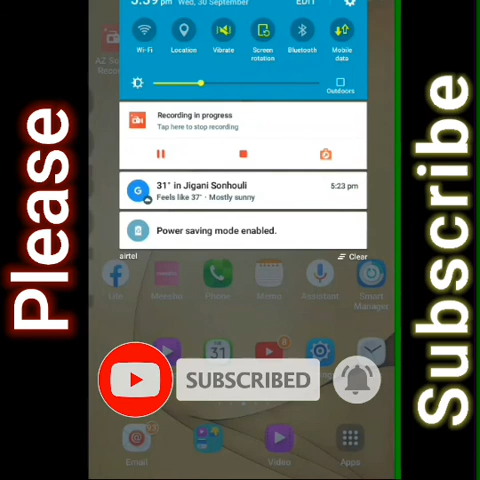 Please
5:39 pm Wed, 30 September
EDIT
Wi-Fi
Location
Vibrate
Screen
rotation
Bluetooth
Mobile
data
Outdoors
Recording in progress
Tap here to stop recording
31° in Jigani Sonhouli
5:23 pm
Feels like 37° · Mostly sunny
Power saving mode enabled.
airtel
Clear
Lite
Meesho
Phone
Memo
Assistant
Smart
Manager
31
8
SUBSCRIBED
Email
Video
Apps
Subscribe